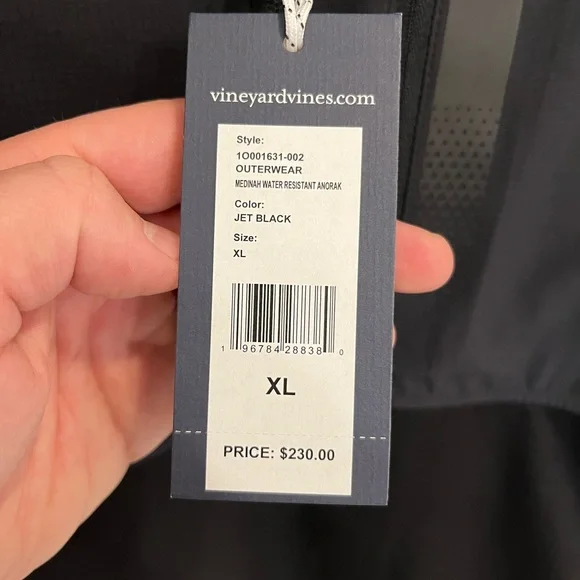 vineyardvines.com
Style:
1O001631-002
OUTERWEAR
MEDINAH WATER RESISTANT ANORAK
Color:
JET BLACK
Size:
XL
1 96784 28838 0
XL
PRICE: $230.00